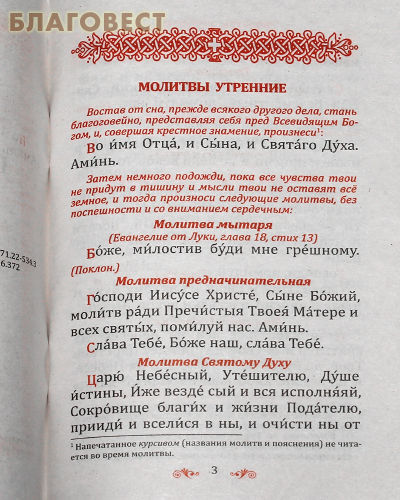 БЛАГОВЕСТ
МОЛИТВЫ УТРЕННИЕ
Востав от сна, прежде всякого другого дела, стань
благоговейно, представляя себя пред Всевидящим Бо-
гом, и, совершая крестное знамение, произнеси¹:
Во и́мя Отца́, и Сы́на, и Свята́го Ду́ха.
Ами́нь.
Затем немного подожди, пока все чувства твои
не придут в тишину и мысли твои не оставят всё
земное, и тогда произноси следующие молитвы, без
поспешности и со вниманием сердечным:
Молитва мытаря
(Евангелие от Луки, глава 18, стих 13)
Бо́же, ми́лостив бу́ди мне гре́шному.
(Поклон.)
Молитва предначинательная
Го́споди Иису́се Христе́, Сы́не Бо́жий,
моли́тв ра́ди Пречи́стыя Твоея́ Ма́тере и
всех святы́х, поми́луй нас. Ами́нь.
Сла́ва Тебе́, Бо́же наш, сла́ва Тебе́.
Молитва Святому Духу
Царю́ Небе́сный, Уте́шителю, Ду́ше
и́стины, И́же везде́ сый и вся исполня́яй,
Сокро́вище благи́х и жи́зни Пода́телю,
прииди́ и всели́ся в ны, и очи́сти ны от
¹ Напечатанное курсивом (названия молитв и пояснения) не чита-
ется во время молитвы.
3
71.22-534.3
6.372